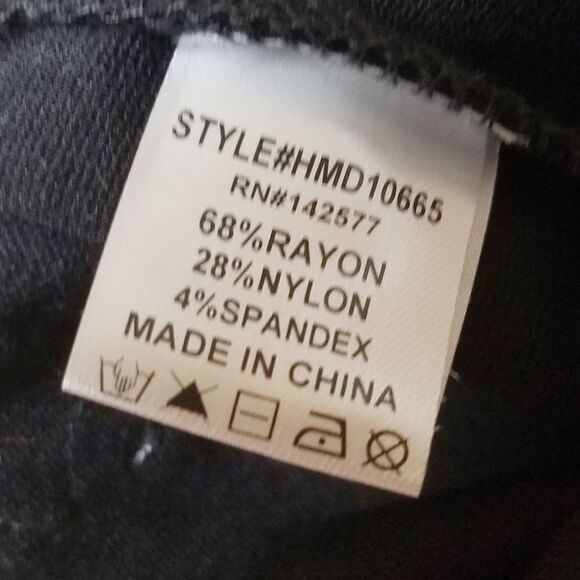 STYLE#HMD10665
RN#142577
68%RAYON
28%NYLON
4%SPANDEX
MADE IN CHINA